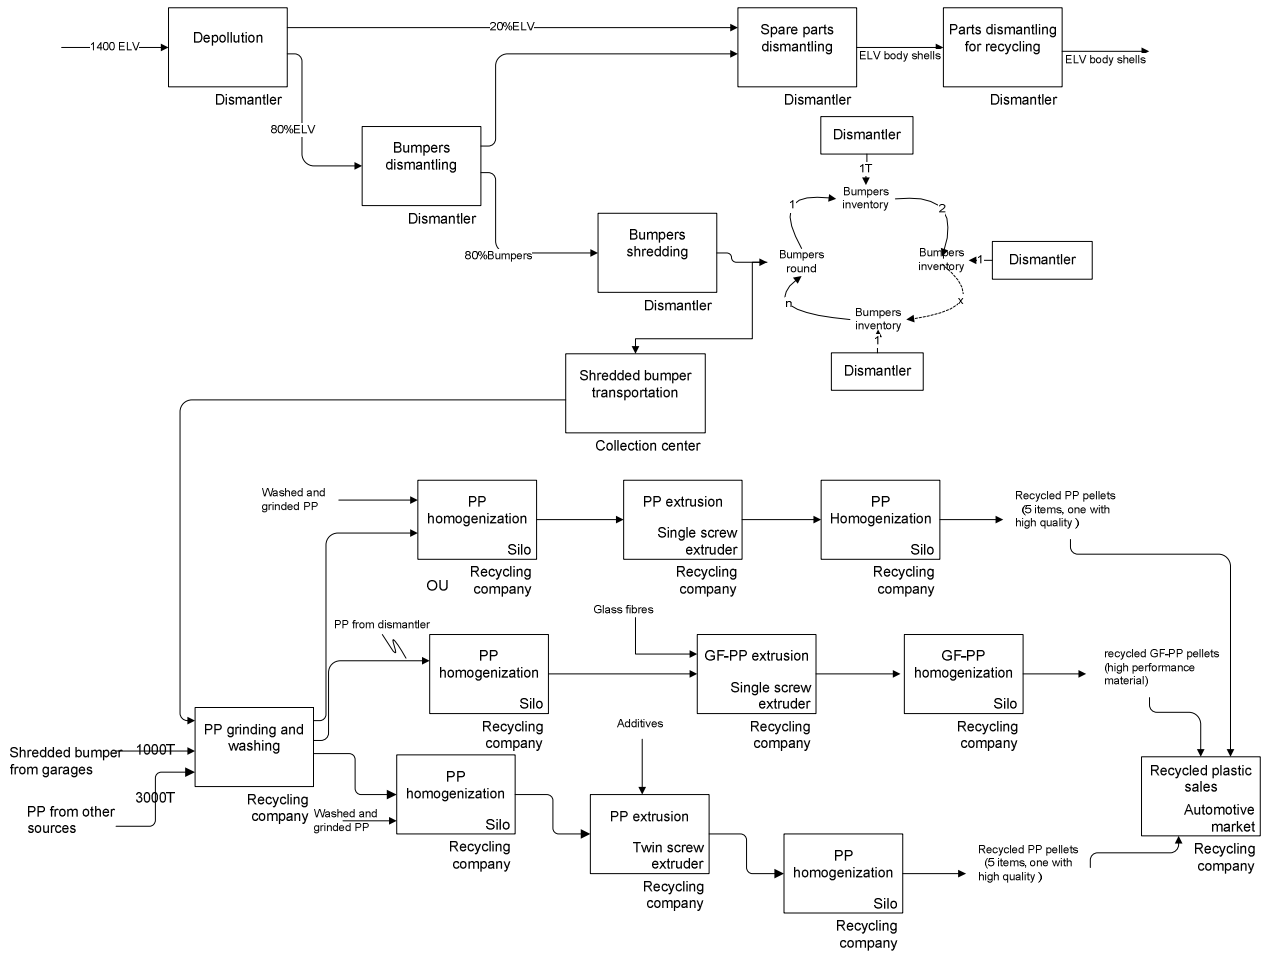 1400 ELV
Depollution
Dismantler
20%ELV
Spare parts
dismantling
Dismantler
ELV body shells
Parts dismantling
for recycling
Dismantler
ELV body shells
80%ELV
Bumpers
dismantling
Dismantler
80%Bumpers
Bumpers
shredding
Dismantler
Dismantler
1T
Bumpers
inventory
1
2
Bumpers
round
Bumpers
inventory
1
Dismantler
n
x
Bumpers
inventory
1
Dismantler
Shredded bumper
transportation
Collection center
Washed and
grinded PP
PP
homogenization
Silo
Recycling
company
OU
PP extrusion
Single screw
extruder
Recycling
company
PP
Homogenization
Silo
Recycling
company
Recycled PP pellets
(5 items, one with
high quality )
PP from dismantler
PP
homogenization
Silo
Recycling
company
Glass fibres
GF-PP extrusion
Single screw
extruder
Recycling
company
GF-PP
homogenization
Silo
Recycling
company
recycled GF-PP pellets
(high performance
material)
PP grinding and
washing
Recycling
company
Shredded bumper
from garages
1000T
PP from other
sources
3000T
Washed and
grinded PP
PP
homogenization
Silo
Recycling
company
Additives
PP extrusion
Twin screw
extruder
Recycling
company
PP
homogenization
Silo
Recycling
company
Recycled PP pellets
(5 items, one with
high quality )
Recycled plastic
sales
Automotive
market
Recycling
company